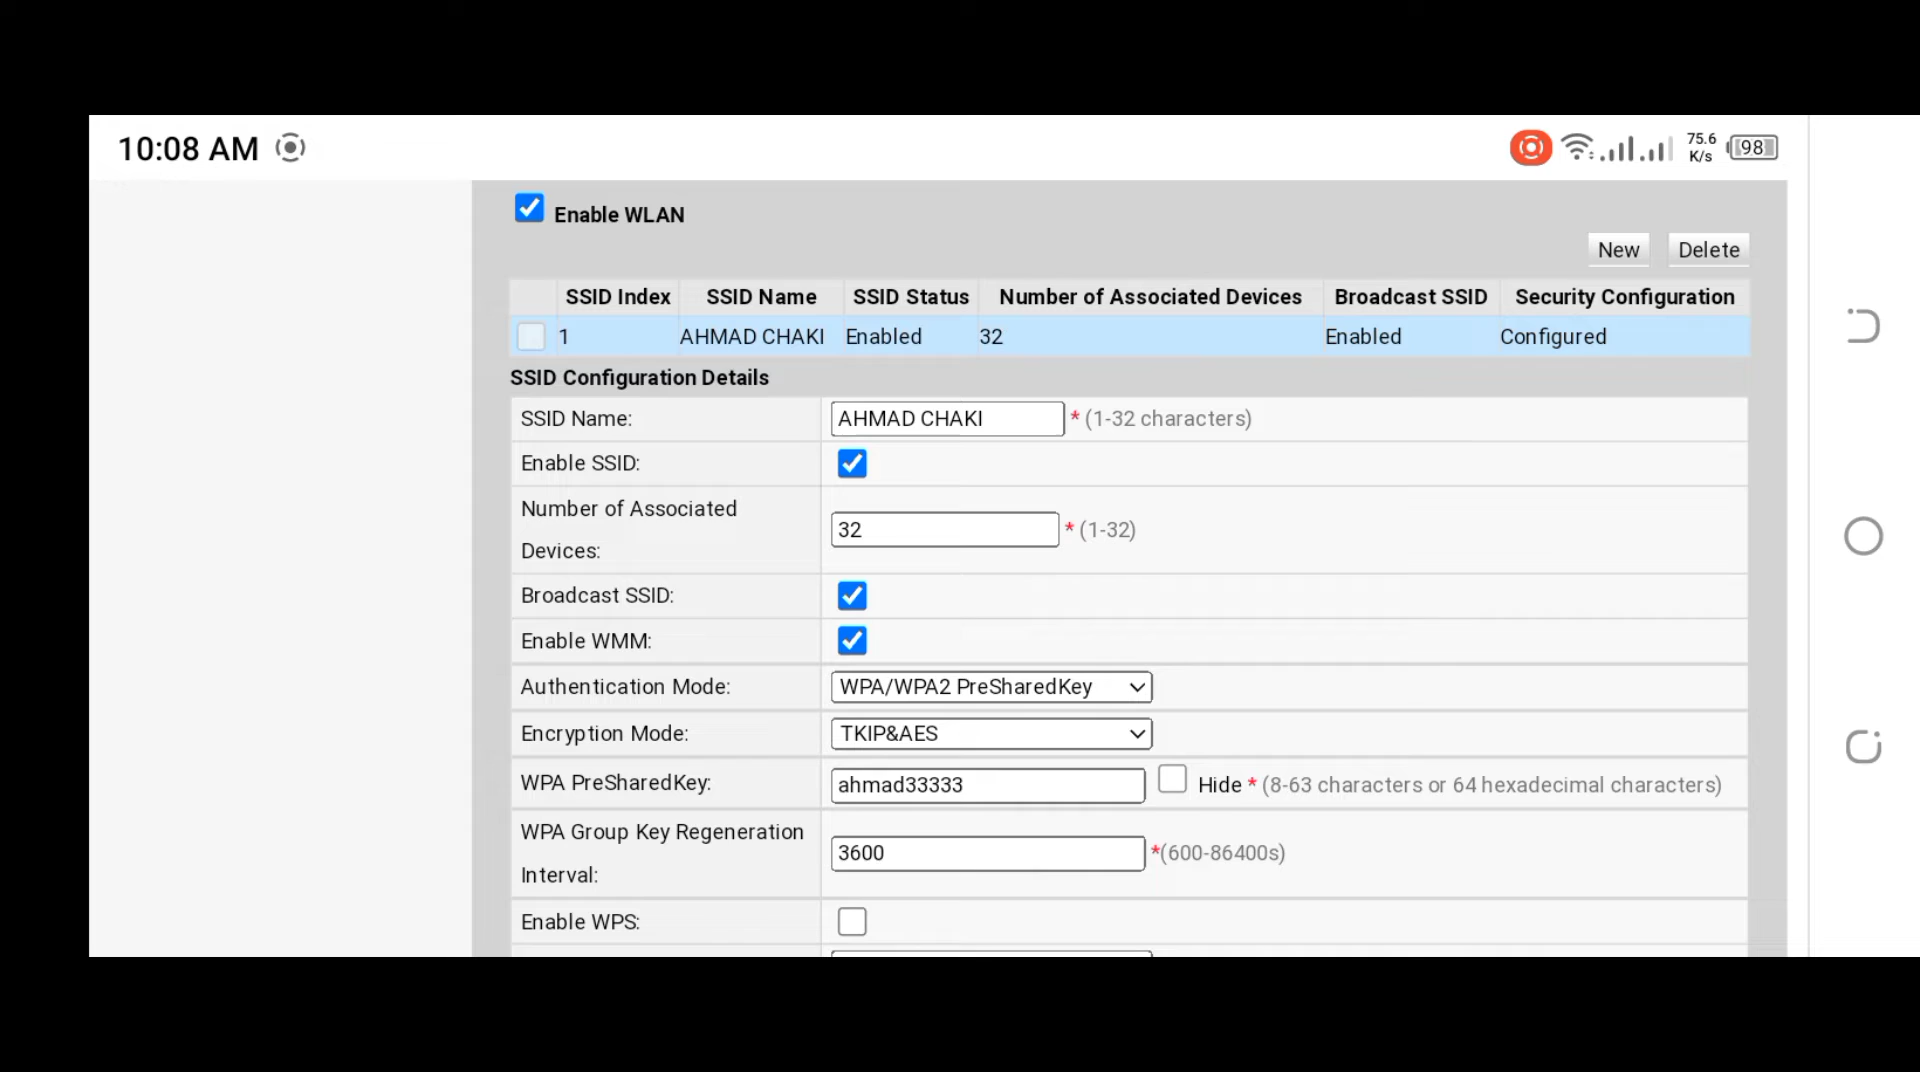 10:08 AM
75.6
K/s
98
Enable WLAN
New Delete
SSID Index SSID Name SSID Status Number of Associated Devices Broadcast SSID Security Configuration
1 AHMAD CHAKI Enabled 32 Enabled Configured
SSID Configuration Details
SSID Name: AHMAD CHAKI * (1-32 characters)
Enable SSID:
Number of Associated
Devices: 32 * (1-32)
Broadcast SSID:
Enable WMM:
Authentication Mode: WPA/WPA2 PreSharedKey
Encryption Mode: TKIP&AES
WPA PreSharedKey: ahmad33333 Hide * (8-63 characters or 64 hexadecimal characters)
WPA Group Key Regeneration
Interval: 3600 *(600-86400s)
Enable WPS: